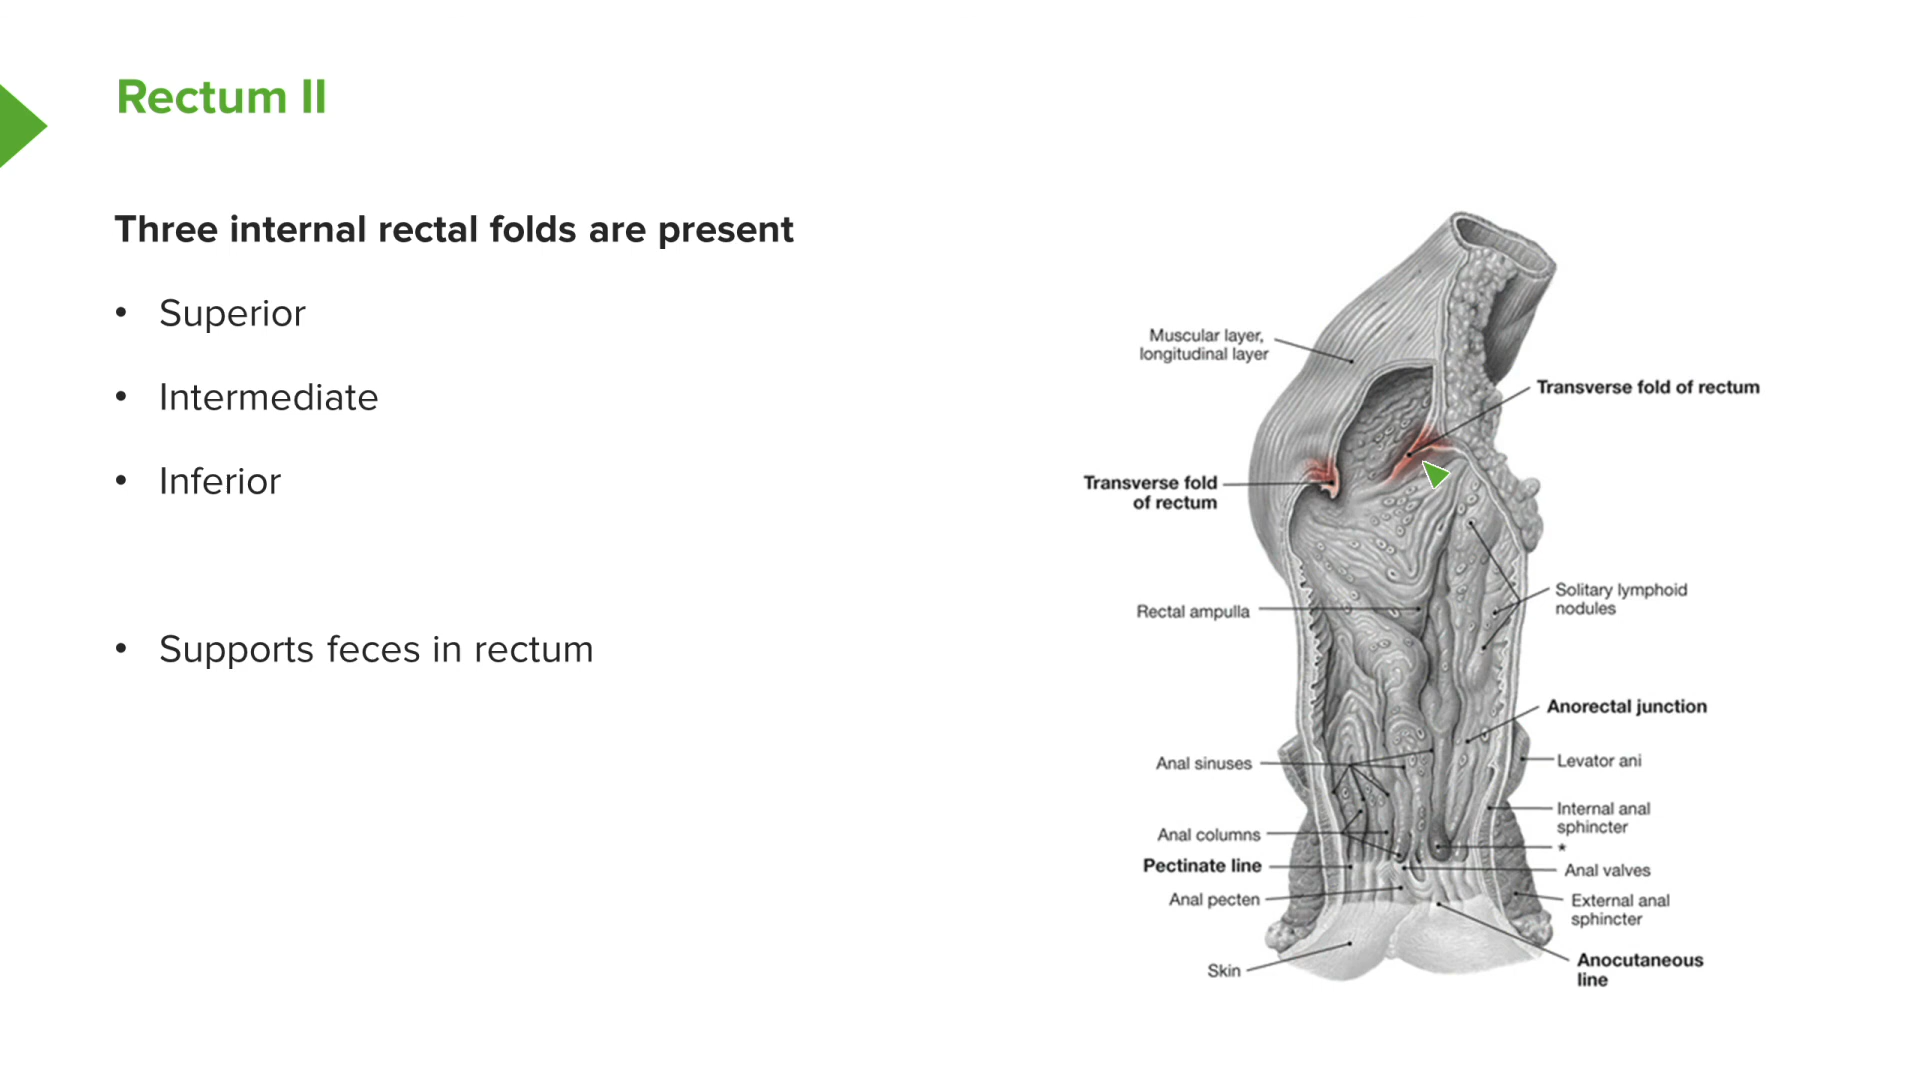 Rectum II
Three internal rectal folds are present
• Superior
• Intermediate
• Inferior
• Supports feces in rectum
Muscular layer,
longitudinal layer
Transverse fold of rectum
Transverse fold
of rectum
Rectal ampulla
Solitary lymphoid
nodules
Anorectal junction
Anal sinuses
Levator ani
Internal anal
sphincter
Anal columns
*
Pectinate line
Anal valves
Anal pecten
External anal
sphincter
Skin
Anocutaneous
line